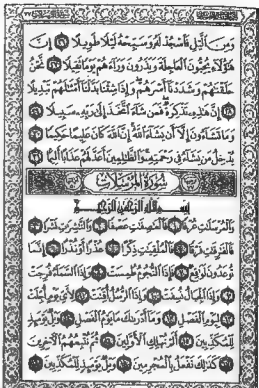 وَمِنَ ٱلَّيْلِ فَٱسْجُدْ لَهُۥ وَسَبِّحْهُ لَيْلًا طَوِيلًا ۝٢٦ إِنَّ
هَٰٓؤُلَآءِ يُحِبُّونَ ٱلْعَاجِلَةَ وَيَذَرُونَ وَرَآءَهُمْ يَوْمًا ثَقِيلًا ۝٢٧ نَّحْنُ
خَلَقْنَٰهُمْ وَشَدَدْنَآ أَسْرَهُمْ وَإِذَا شِئْنَا بَدَّلْنَآ أَمْثَٰلَهُمْ تَبْدِيلًا
۝٢٨ إِنَّ هَٰذِهِۦ تَذْكِرَةٌ فَمَن شَآءَ ٱتَّخَذَ إِلَىٰ رَبِّهِۦ سَبِيلًا ۝٢٩
وَمَا تَشَآءُونَ إِلَّآ أَن يَشَآءَ ٱللَّهُ إِنَّ ٱللَّهَ كَانَ عَلِيمًا حَكِيمًا ۝٣٠
يُدْخِلُ مَن يَشَآءُ فِى رَحْمَتِهِۦ وَٱلظَّٰلِمِينَ أَعَدَّ لَهُمْ عَذَابًا أَلِيمًۢا ۝٣١
سُورَةُ المُرْسَلَاتِ
بِسْمِ ٱللَّهِ ٱلرَّحْمَٰنِ ٱلرَّحِيمِ
وَٱلْمُرْسَلَٰتِ عُرْفًا ۝١ فَٱلْعَٰصِفَٰتِ عَصْفًا ۝٢ وَٱلنَّٰشِرَٰتِ نَشْرًا ۝٣
فَٱلْفَٰرِقَٰتِ فَرْقًا ۝٤ فَٱلْمُلْقِيَٰتِ ذِكْرًا ۝٥ عُذْرًا أَوْ نُذْرًا ۝٦ إِنَّمَا
تُوعَدُونَ لَوَٰقِعٌ ۝٧ فَإِذَا ٱلنُّجُومُ طُمِسَتْ ۝٨ وَإِذَا ٱلسَّمَآءُ فُرِجَتْ
۝٩ وَإِذَا ٱلْجِبَالُ نُسِفَتْ ۝١٠ وَإِذَا ٱلرُّسُلُ أُقِّتَتْ ۝١١ لِأَىِّ يَوْمٍ أُجِّلَتْ
۝١٢ لِيَوْمِ ٱلْفَصْلِ ۝١٣ وَمَآ أَدْرَىٰكَ مَا يَوْمُ ٱلْفَصْلِ ۝١٤ وَيْلٌ يَوْمَئِذٍ
لِّلْمُكَذِّبِينَ ۝١٥ أَلَمْ نُهْلِكِ ٱلْأَوَّلِينَ ۝١٦ ثُمَّ نُتْبِعُهُمُ ٱلْءَاخِرِينَ
۝١٧ كَذَٰلِكَ نَفْعَلُ بِٱلْمُجْرِمِينَ ۝١٨ وَيْلٌ يَوْمَئِذٍ لِّلْمُكَذِّبِينَ ۝١٩